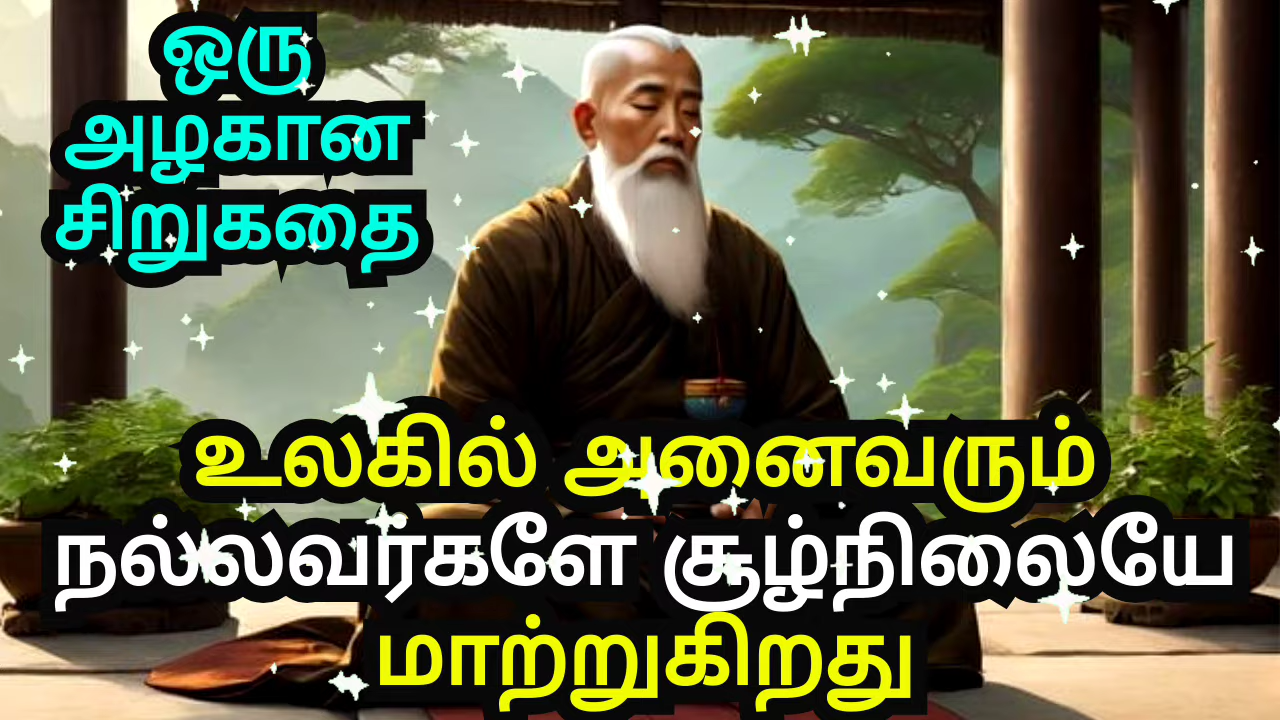 ஒரு
அழகான
சிறுகதை
உலகில் அனைவரும்
நல்லவர்களே சூழ்நிலையே
மாற்றுகிறது